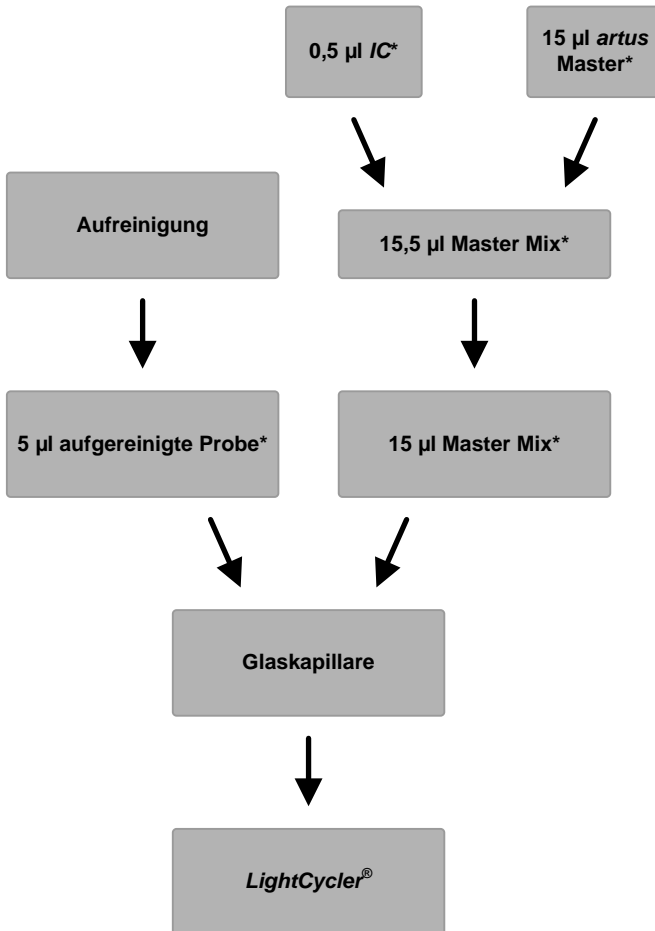 0,5 µl IC*
15 µl artus
Master*
Aufreinigung
15,5 µl Master Mix*
5 µl aufgereinigte Probe*
15 µl Master Mix*
Glaskapillare
LightCycler®